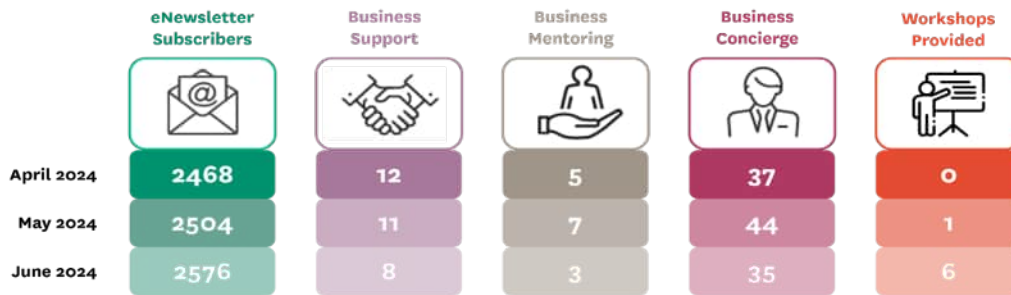 eNewsletter
Subscribers
Business
Support
Business
Mentoring
Business
Concierge
Workshops
Provided
@
April 2024 2468 12 5 37 0
May 2024 2504 11 7 44 1
June 2024 2576 8 3 35 6